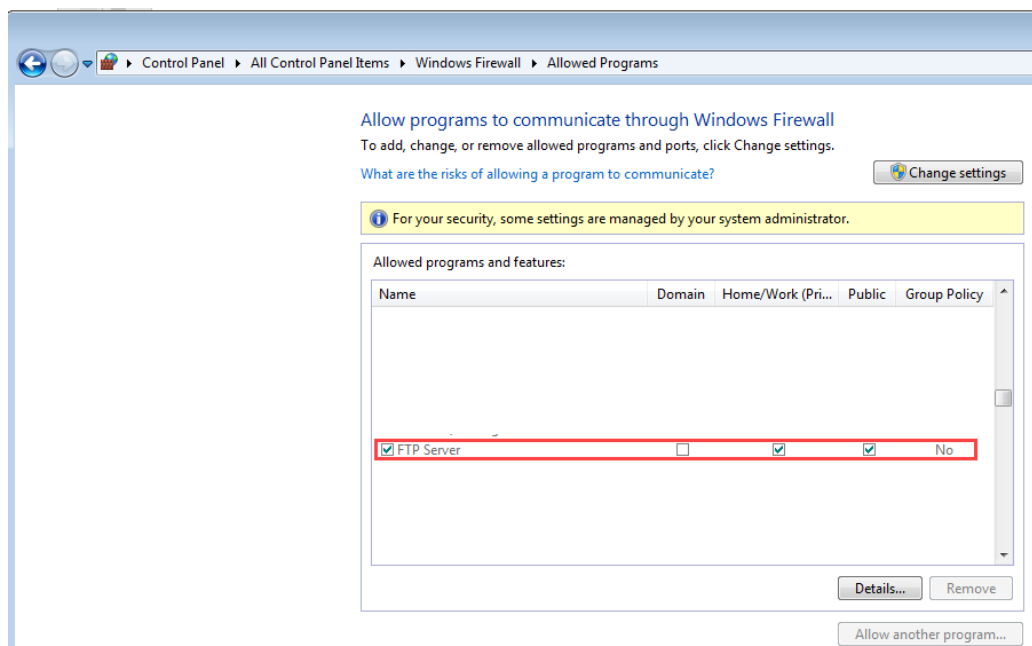 Control Panel All Control Panel Items Windows Firewall Allowed Programs
Allow programs to communicate through Windows Firewall
To add, change, or remove allowed programs and ports, click Change settings.
What are the risks of allowing a program to communicate?
Change settings
For your security, some settings are managed by your system administrator.
Allowed programs and features:
Name Domain Home/Work (Pri... Public Group Policy
FTP Server No
Details... Remove
Allow another program...